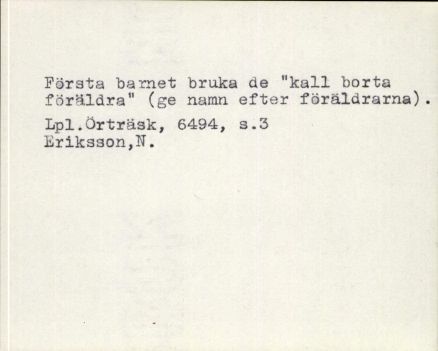 Första barnet bruka de "kall borta
föräldra" (ge namn efter föräldrarna).
Lpl.Örträsk, 6494, s.3
Eriksson,N.